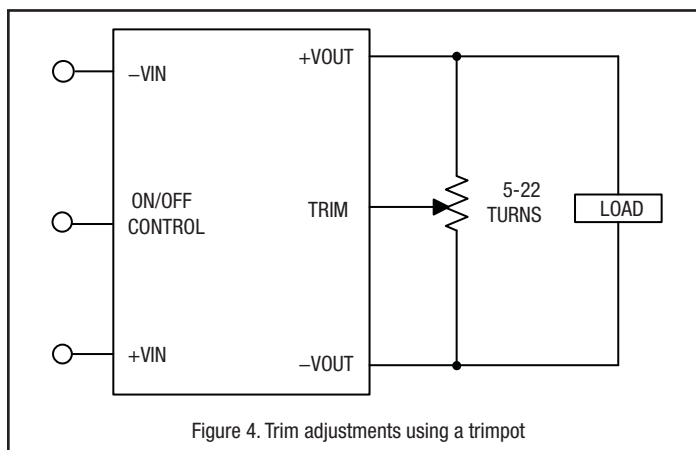 –VIN
+VOUT
ON/OFF
CONTROL
TRIM
5-22
TURNS
LOAD
+VIN
–VOUT
Figure 4. Trim adjustments using a trimpot